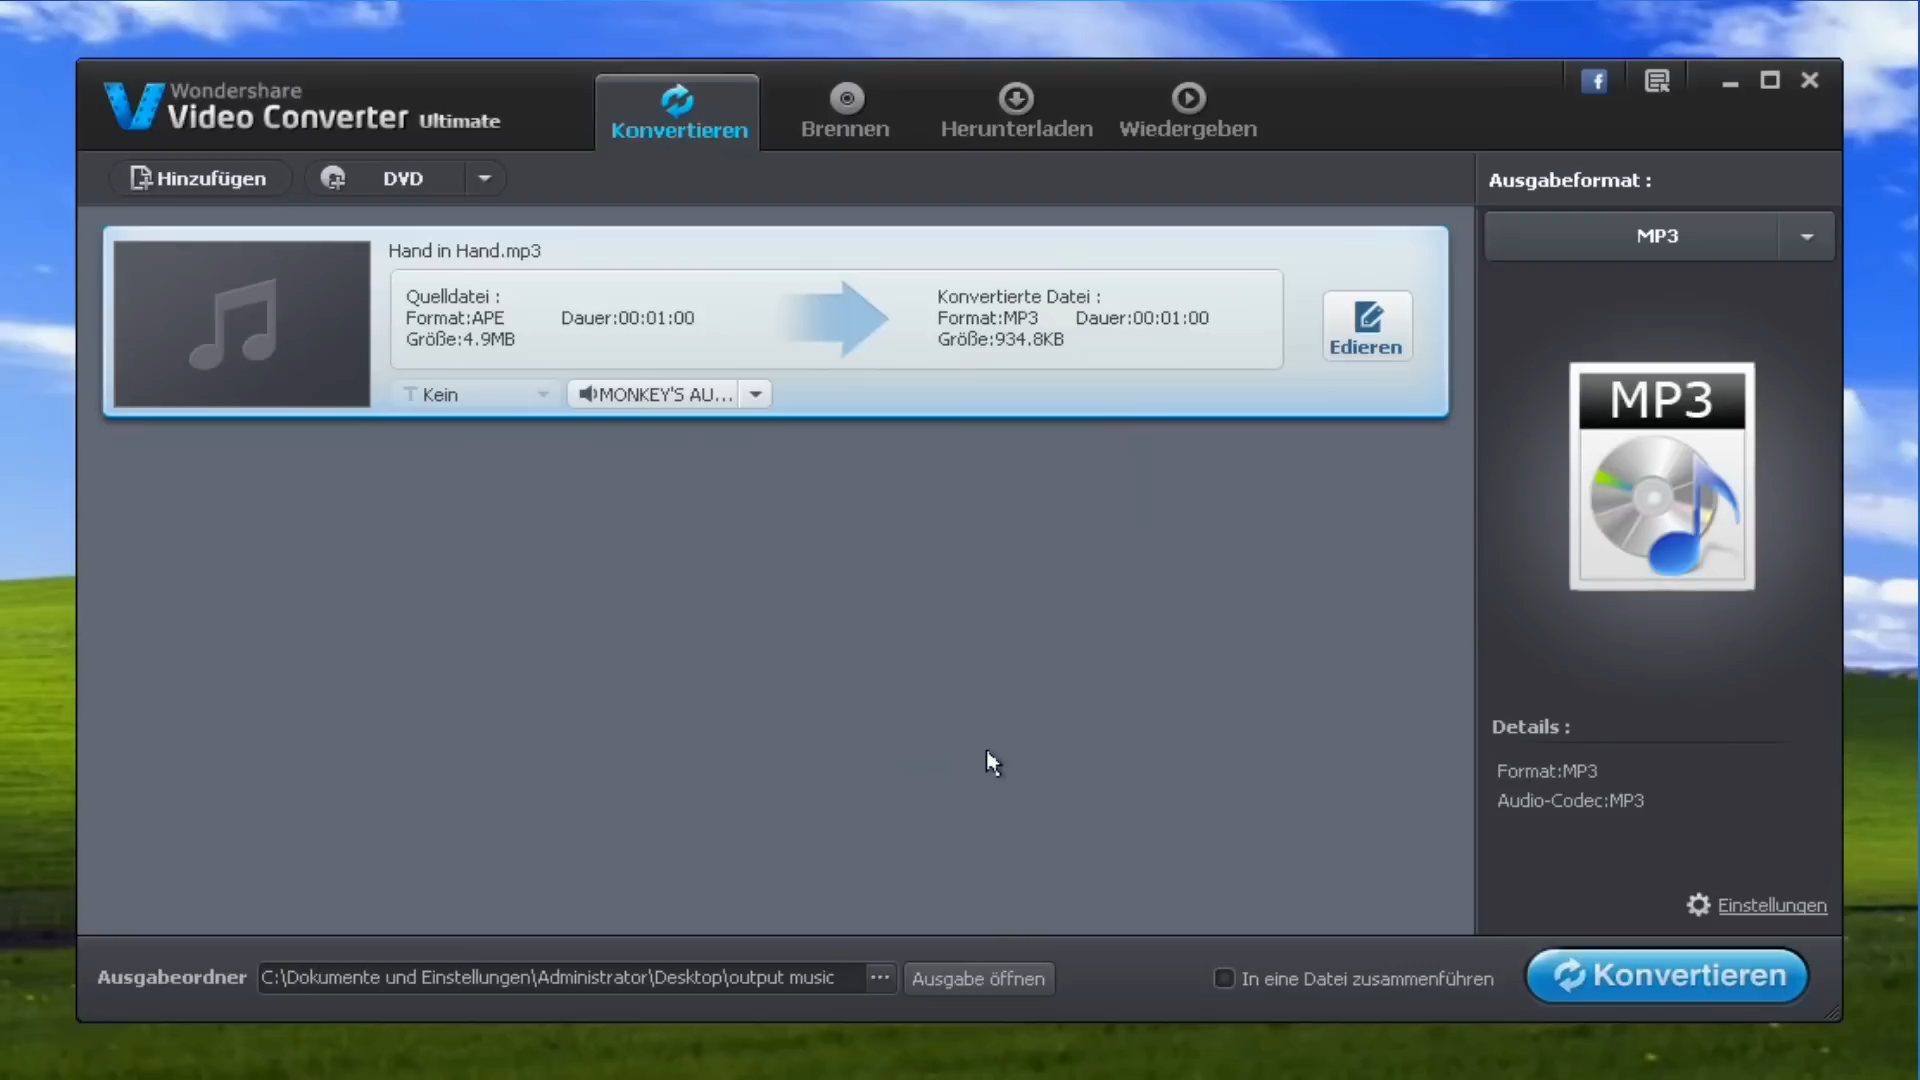 Wondershare
Video Converter Ultimate
Konvertieren
Brennen
Herunterladen
Wiedergeben
f
Hinzufügen
DVD
Ausgabeformat :
MP3
Hand in Hand.mp3
Quelldatei :
Format:APE Dauer:00:01:00
Größe:4.9MB
Konvertierte Datei :
Format:MP3 Dauer:00:01:00
Größe:934.8KB
Edieren
T Kein
MONKEY'S AU...
MP3
Details :
Format:MP3
Audio-Codec:MP3
Einstellungen
Ausgabeordner C:\Dokumente und Einstellungen\Administrator\Desktop\output music ... Ausgabe öffnen
In eine Datei zusammenführen
Konvertieren